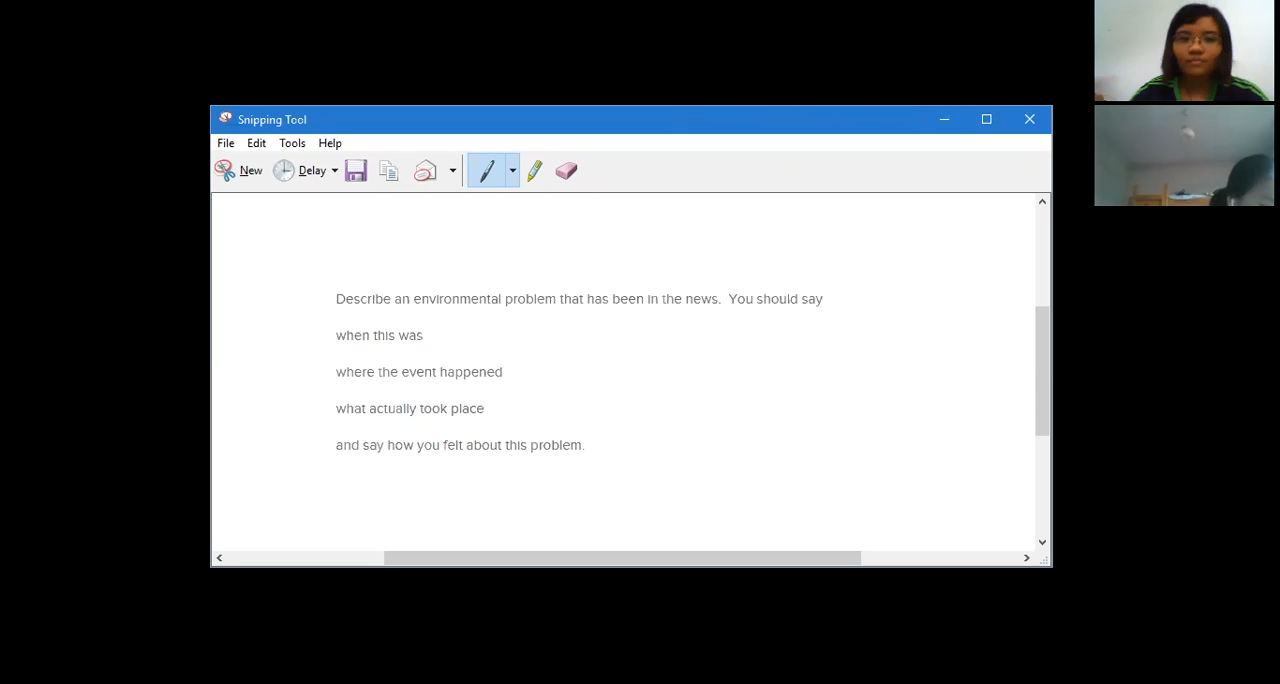 Snipping Tool
File Edit Tools Help
New Delay
Describe an environmental problem that has been in the news. You should say
when this was
where the event happened
what actually took place
and say how you felt about this problem.